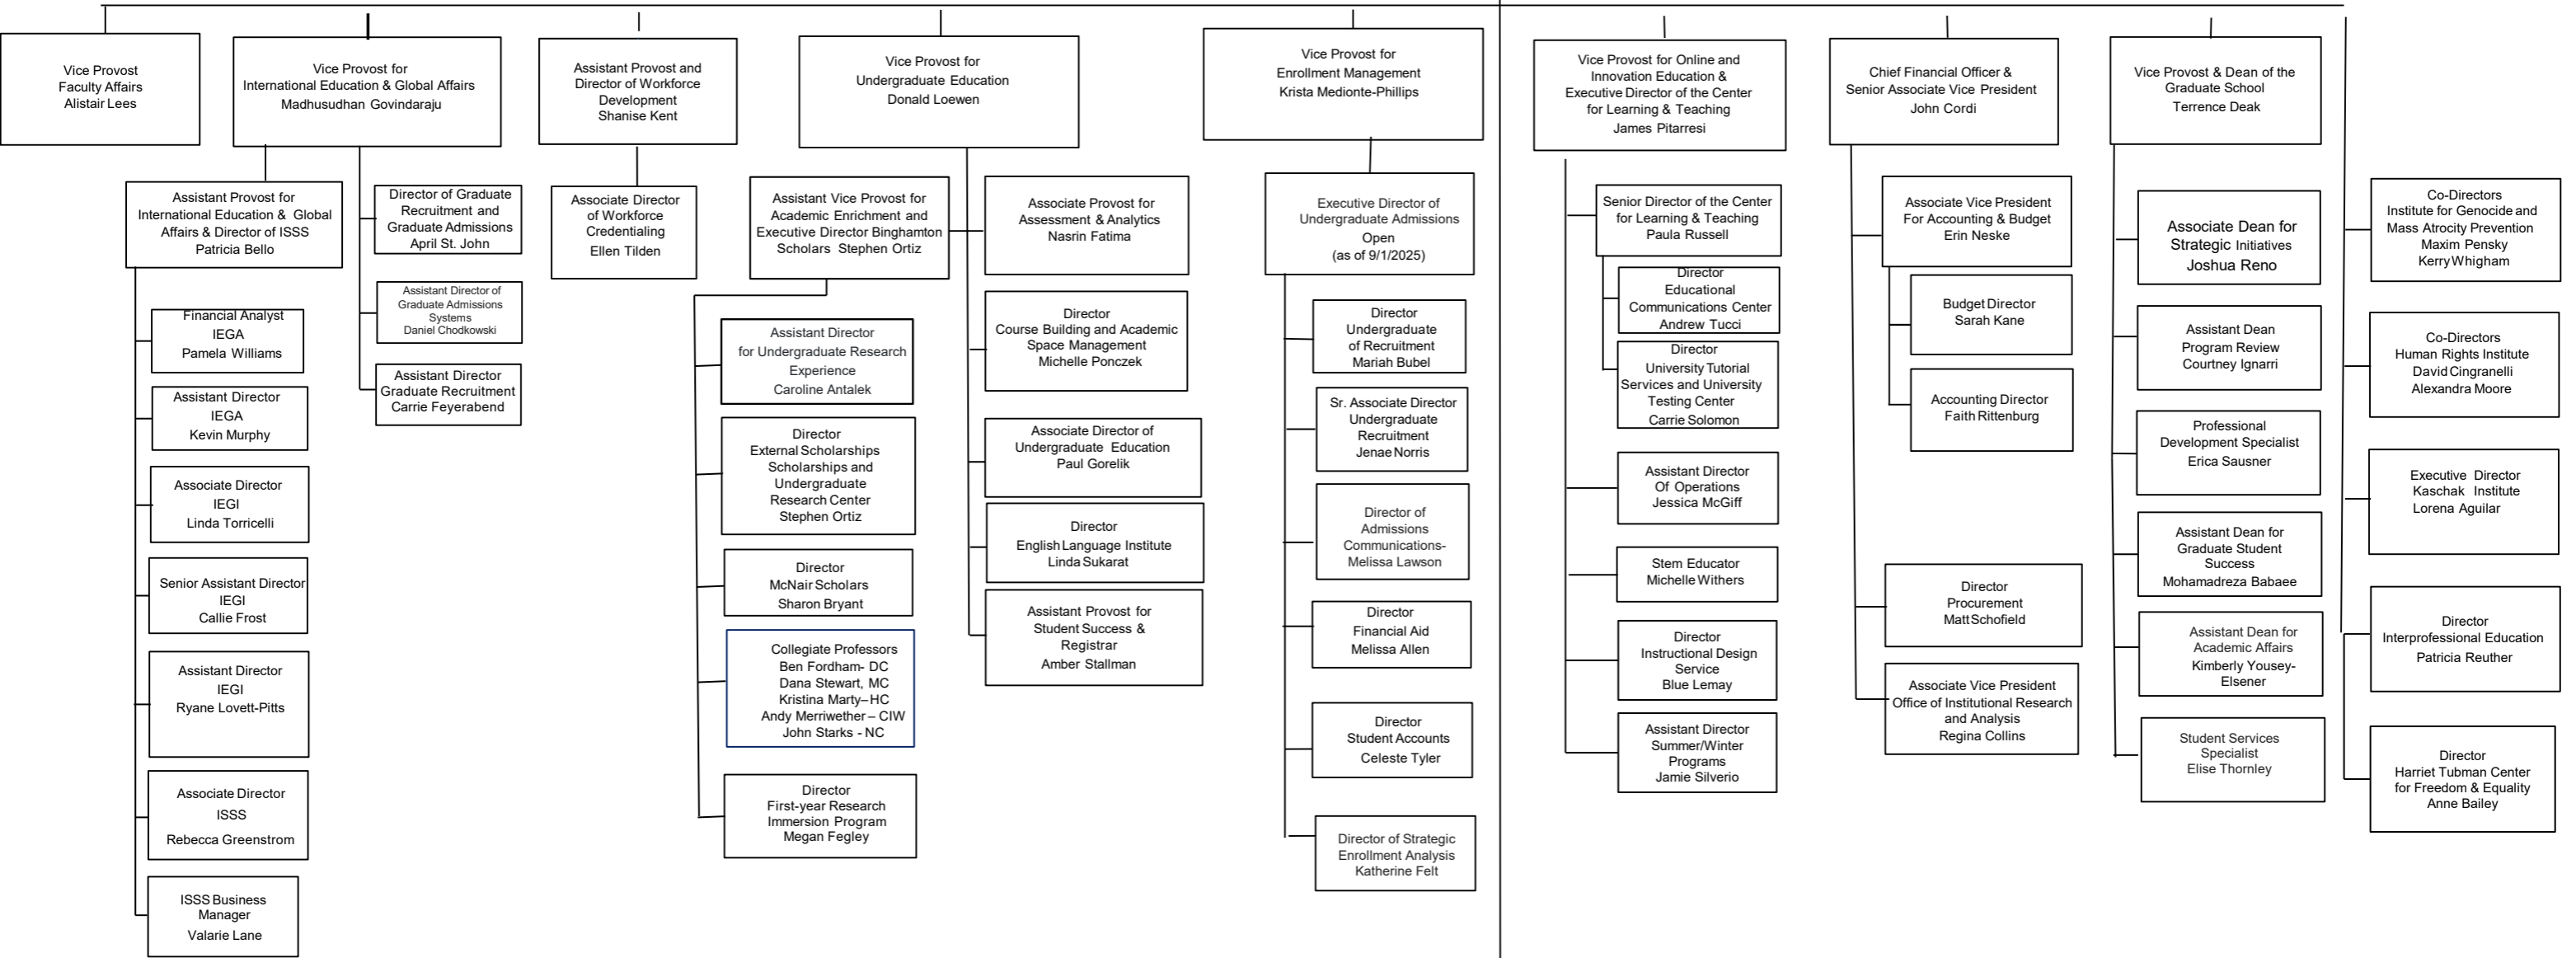 Vice Provost
Faculty Affairs
Alistair Lees
Vice Provost for
International Education & Global Affairs
Madhusudhan Govindaraju
Assistant Provost and
Director of Workforce
Development
Shanise Kent
Vice Provost for
Undergraduate Education
Donald Loewen
Vice Provost for
Enrollment Management
Krista Medionte-Phillips
Vice Provost for Online and
Innovation Education &
Executive Director of the Center
for Learning & Teaching
James Pitarresi
Chief Financial Officer &
Senior Associate Vice President
John Cordi
Vice Provost & Dean of the
Graduate School
Terrence Deak
Assistant Provost for
International Education & Global
Affairs & Director of ISSS
Patricia Bello
Financial Analyst
IEGA
Pamela Williams
Assistant Director
IEGA
Kevin Murphy
Associate Director
IEGI
Linda Torricelli
Senior Assistant Director
IEGI
Callie Frost
Assistant Director
IEGI
Ryane Lovett-Pitts
Associate Director
ISSS
Rebecca Greenstrom
ISSS Business
Manager
Valarie Lane
Director of Graduate
Recruitment and
Graduate Admissions
April St. John
Assistant Director of
Graduate Admissions
Systems
Daniel Chodkowski
Assistant Director
Graduate Recruitment
Carrie Feyerabend
Associate Director
of Workforce
Credentialing
Ellen Tilden
Assistant Vice Provost for
Academic Enrichment and
Executive Director Binghamton
Scholars Stephen Ortiz
Assistant Director
for Undergraduate Research
Experience
Caroline Antalek
Director
External Scholarships
Scholarships and
Undergraduate
Research Center
Stephen Ortiz
Director
McNair Scholars
Sharon Bryant
Collegiate Professors
Ben Fordham- DC
Dana Stewart, MC
Kristina Marty–HC
Andy Merriwether – CIW
John Starks - NC
Director
First-year Research
Immersion Program
Megan Fegley
Associate Provost for
Assessment & Analytics
Nasrin Fatima
Director
Course Building and Academic
Space Management
Michelle Ponczek
Associate Director of
Undergraduate Education
Paul Gorelik
Director
English Language Institute
Linda Sukarat
Assistant Provost for
Student Success &
Registrar
Amber Stallman
Executive Director of
Undergraduate Admissions
Open
(as of 9/1/2025)
Director
Undergraduate
of Recruitment
Mariah Bubel
Sr. Associate Director
Undergraduate
Recruitment
Jenae Norris
Director of
Admissions
Communications-
Melissa Lawson
Director
Financial Aid
Melissa Allen
Director
Student Accounts
Celeste Tyler
Director of Strategic
Enrollment Analysis
Katherine Felt
Senior Director of the Center
for Learning & Teaching
Paula Russell
Director
Educational
Communications Center
Andrew Tucci
Director
University Tutorial
Services and University
Testing Center
Carrie Solomon
Assistant Director
Of Operations
Jessica McGiff
Stem Educator
Michelle Withers
Director
Instructional Design
Service
Blue Lemay
Assistant Director
Summer/Winter
Programs
Jamie Silverio
Associate Vice President
For Accounting & Budget
Erin Neske
Budget Director
Sarah Kane
Accounting Director
Faith Rittenburg
Director
Procurement
Matt Schofield
Associate Vice President
Office of Institutional Research
and Analysis
Regina Collins
Associate Dean for
Strategic Initiatives
Joshua Reno
Assistant Dean
Program Review
Courtney Ignarri
Professional
Development Specialist
Erica Sausner
Assistant Dean for
Graduate Student
Success
Mohamadreza Babaee
Assistant Dean for
Academic Affairs
Kimberly Yousey-
Elsener
Student Services
Specialist
Elise Thornley
Co-Directors
Institute for Genocide and
Mass Atrocity Prevention
Maxim Pensky
Kerry Whigham
Co-Directors
Human Rights Institute
David Cingranelli
Alexandra Moore
Executive Director
Kaschak Institute
Lorena Aguilar
Director
Interprofessional Education
Patricia Reuther
Director
Harriet Tubman Center
for Freedom & Equality
Anne Bailey